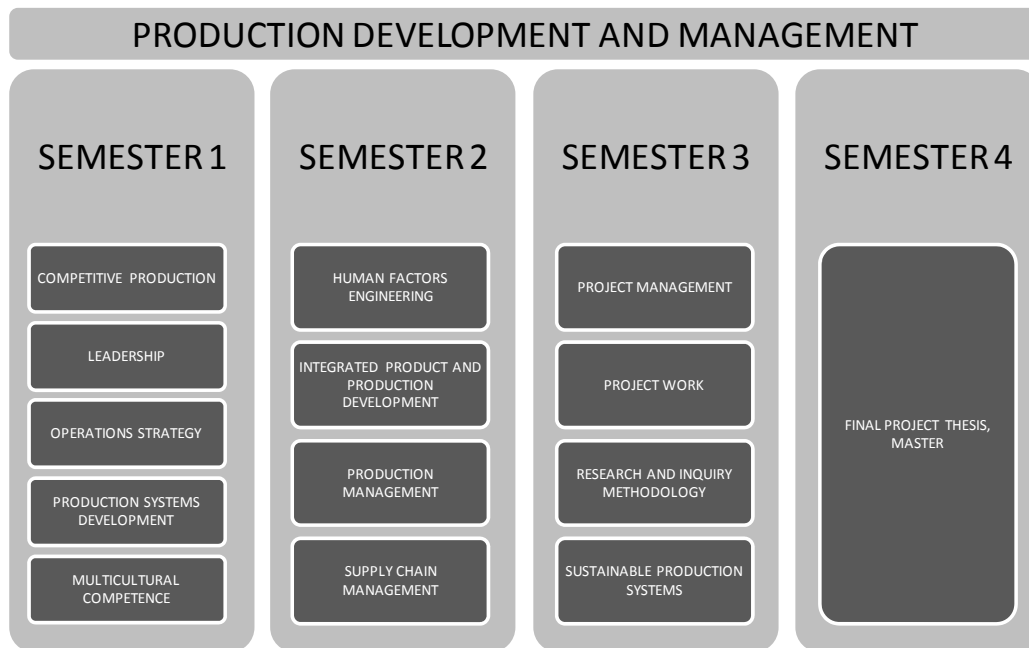 PRODUCTION DEVELOPMENT AND MANAGEMENT
SEMESTER 1
COMPETITIVE PRODUCTION
LEADERSHIP
OPERATIONS STRATEGY
PRODUCTION SYSTEMS
DEVELOPMENT
MULTICULTURAL
COMPETENCE
SEMESTER 2
HUMAN FACTORS
ENGINEERING
INTEGRATED PRODUCT AND
PRODUCTION
DEVELOPMENT
PRODUCTION
MANAGEMENT
SUPPLY CHAIN
MANAGEMENT
SEMESTER 3
PROJECT MANAGEMENT
PROJECT WORK
RESEARCH AND INQUIRY
METHODOLOGY
SUSTAINABLE PRODUCTION
SYSTEMS
SEMESTER 4
FINAL PROJECT THESIS,
MASTER